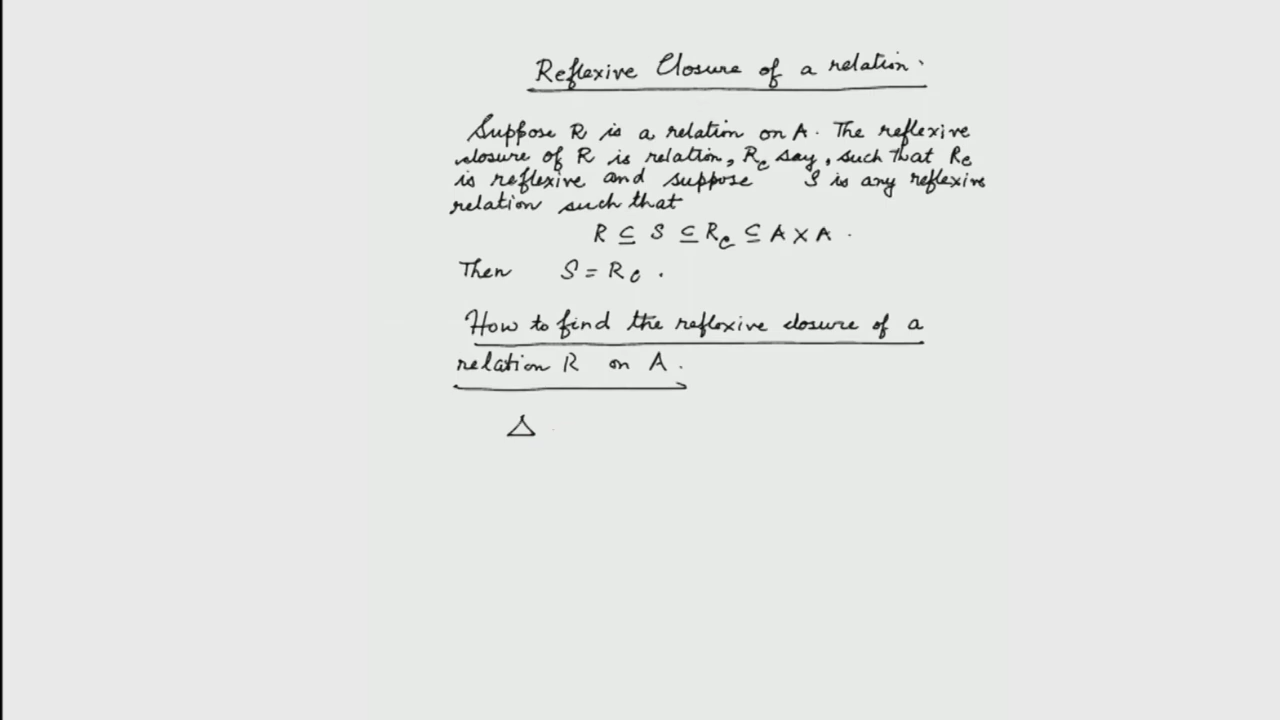 Reflexive Closure of a relation.
Suppose R is a relation on A. The reflexive
closure of R is relation, Rc say, such that Rc
is reflexive and suppose S is any reflexive
relation such that
R ⊆ S ⊆ Rc ⊆ A × A.
Then S = Rc.
How to find the reflexive closure of a
relation R on A.
Δ